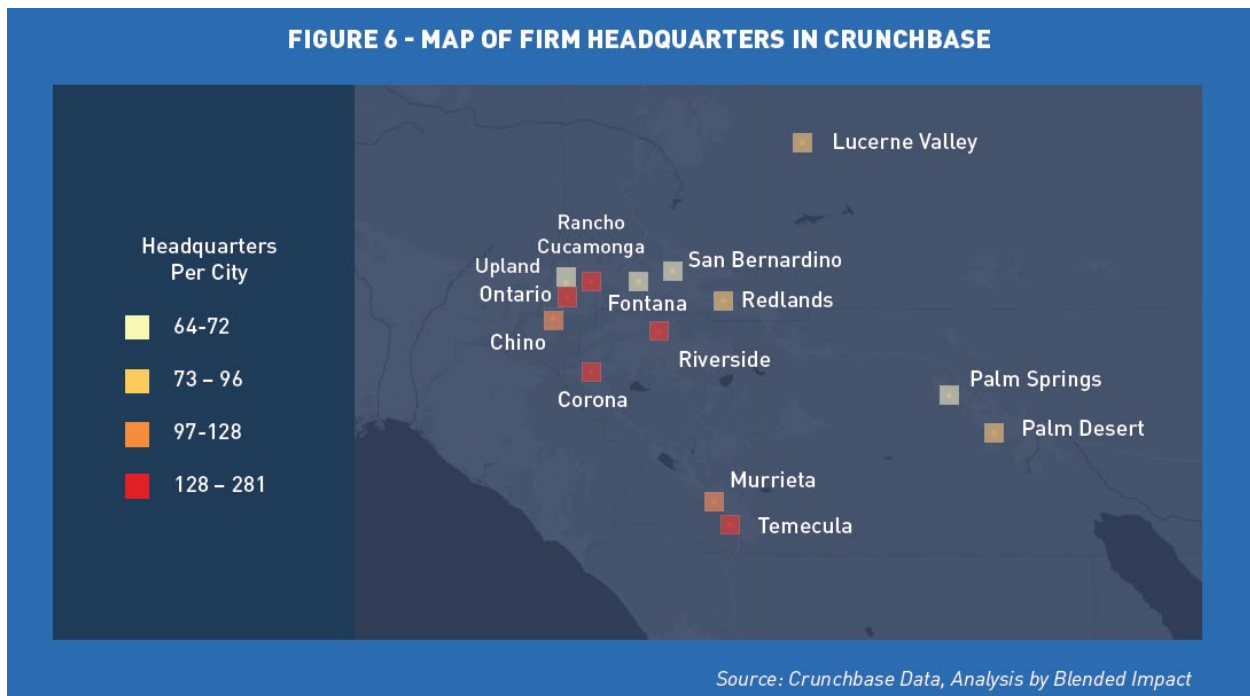 FIGURE 6 - MAP OF FIRM HEADQUARTERS IN CRUNCHBASE
Headquarters
Per City
64-72
73 – 96
97-128
128 – 281
Lucerne Valley
Rancho
Cucamonga
Upland
San Bernardino
Ontario
Fontana
Redlands
Chino
Riverside
Corona
Palm Springs
Palm Desert
Murrieta
Temecula
Source: Crunchbase Data, Analysis by Blended Impact